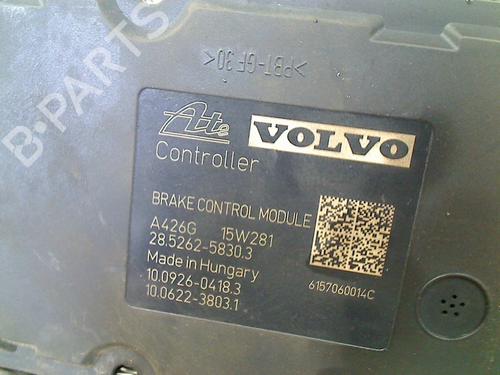 B-PARTS
>PBT-GF30<
Ate VOLVO
Controller
BRAKE CONTROL MODULE
A426G 15W281
28.5262-5830.3
Made in Hungary
10.0926-0418.3
10.0622-3803.1
6157060014C